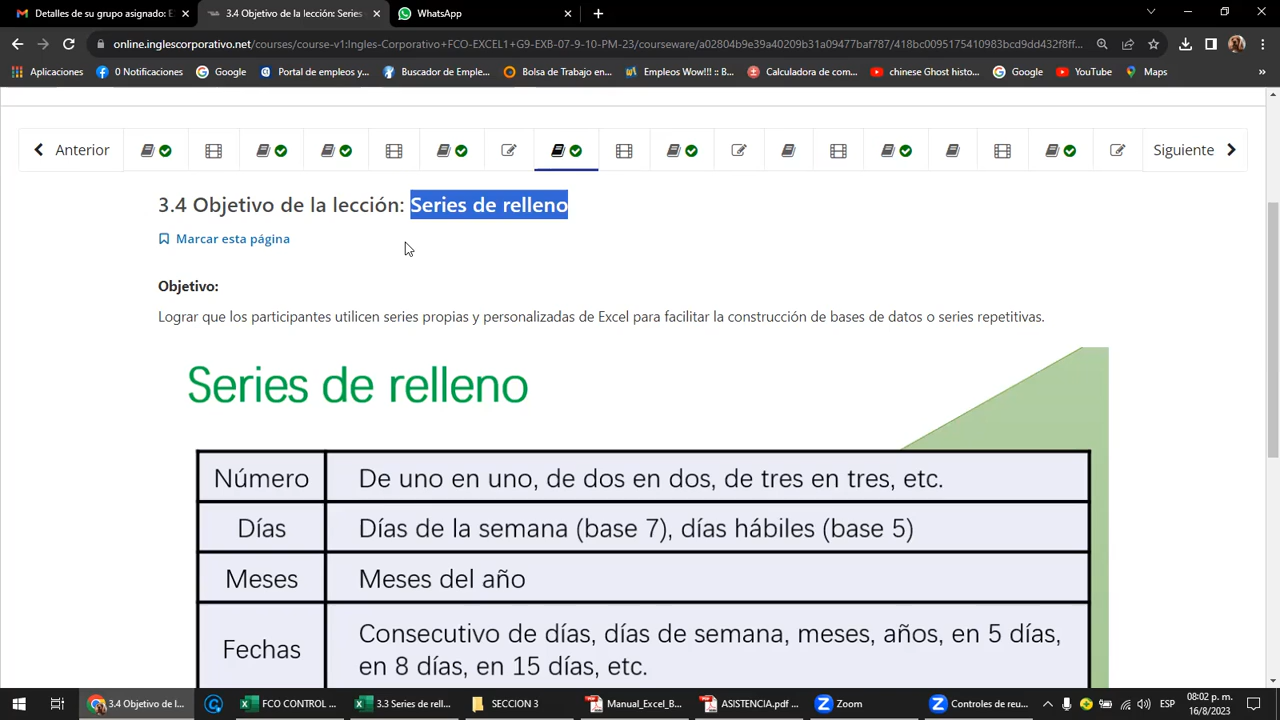 Detalles de su grupo asignado: E
3.4 Objetivo de la lección: Series
WhatsApp
online.inglescorporativo.net/courses/course-v1:Ingles-Corporativo+FCO-EXCEL1+G9-EXB-07-9-10-PM-23/courseware/a02804b9e39a40209b31a09477baf787/418bc0095175410983bcd9dd432f8ff...
Aplicaciones
0 Notificaciones
Google
Portal de empleos y...
Buscador de Emple...
Bolsa de Trabajo en...
Empleos Wow!!! :: B...
Calculadora de com...
chinese Ghost histo...
Google
YouTube
Maps
»
Anterior
Siguiente
3.4 Objetivo de la lección: Series de relleno
Marcar esta página
Objetivo:
Lograr que los participantes utilicen series propias y personalizadas de Excel para facilitar la construcción de bases de datos o series repetitivas.
Series de relleno
Número De uno en uno, de dos en dos, de tres en tres, etc.
Días Días de la semana (base 7), días hábiles (base 5)
Meses Meses del año
Fechas Consecutivo de días, días de semana, meses, años, en 5 días,
en 8 días, en 15 días, etc.
3.4 Objetivo de l...
FCO CONTROL ...
3.3 Series de rell...
SECCION 3
Manual_Excel_B...
ASISTENCIA.pdf ...
Zoom
Controles de reu...
ESP
08:02 p. m.
16/8/2023